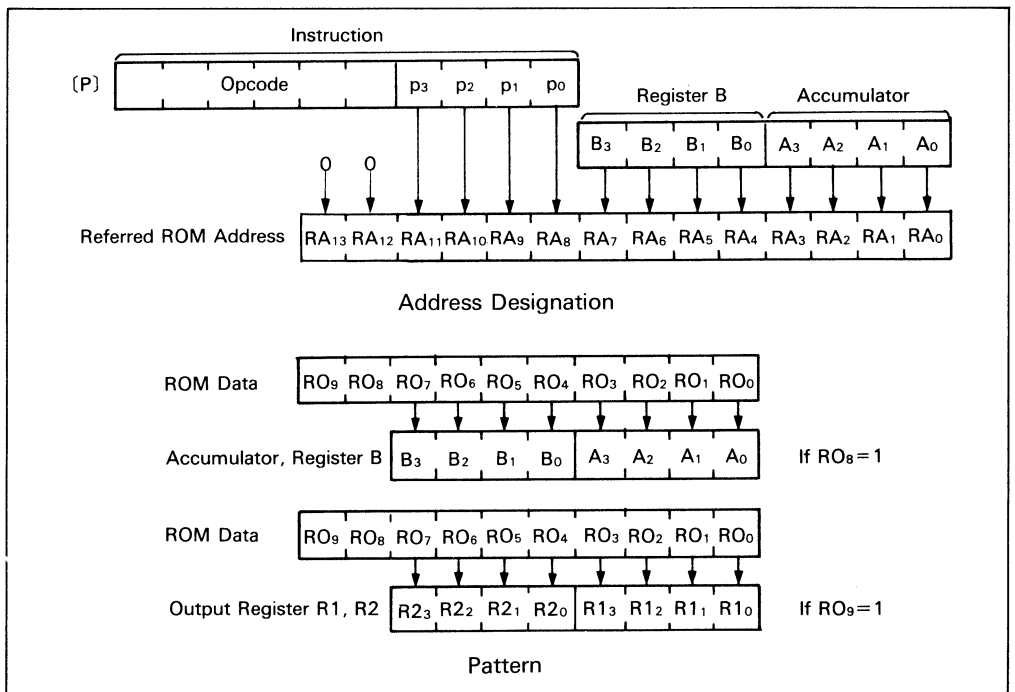 Instruction
[P] Opcode p3 p2 p1 p0
Register B Accumulator
B3 B2 B1 B0 A3 A2 A1 A0
0 0
Referred ROM Address RA13 RA12 RA11 RA10 RA9 RA8 RA7 RA6 RA5 RA4 RA3 RA2 RA1 RA0
Address Designation
ROM Data RO9 RO8 RO7 RO6 RO5 RO4 RO3 RO2 RO1 RO0
Accumulator, Register B B3 B2 B1 B0 A3 A2 A1 A0 If RO8=1
ROM Data RO9 RO8 RO7 RO6 RO5 RO4 RO3 RO2 RO1 RO0
Output Register R1, R2 R23 R22 R21 R20 R13 R12 R11 R10 If RO9=1
Pattern